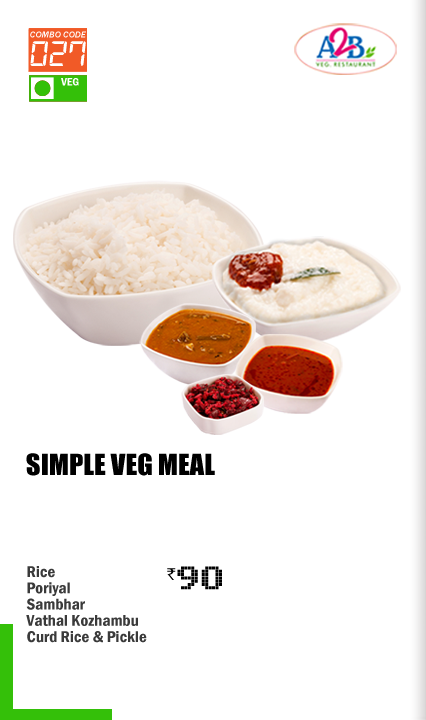 COMBO CODE
027
VEG
A2B
VEG. RESTAURANT
SIMPLE VEG MEAL
Rice
Poriyal
Sambhar
Vathal Kozhambu
Curd Rice & Pickle
₹90